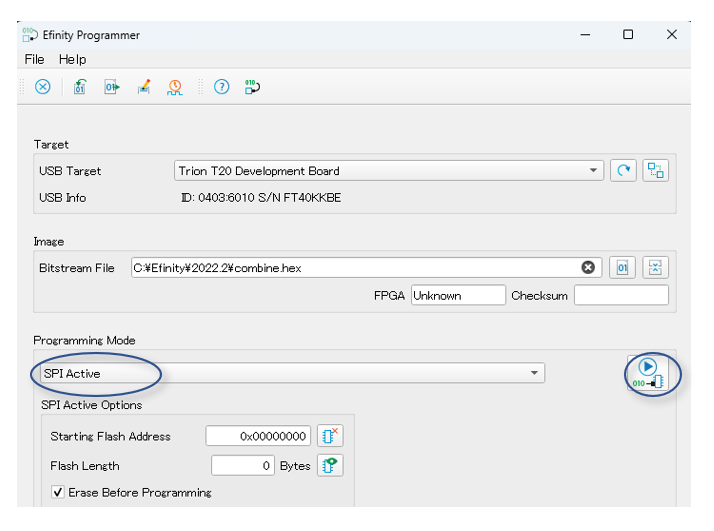 Efinity Programmer
File Help
Target
USB Target Trion T20 Development Board
USB Info ID: 0403:6010 S/N FT40KKBE
Image
Bitstream File C:¥Efinity¥2022.2¥combine.hex
FPGA Unknown Checksum
Programming Mode
SPI Active
SPI Active Options
Starting Flash Address 0x00000000
Flash Length 0 Bytes
Erase Before Programming